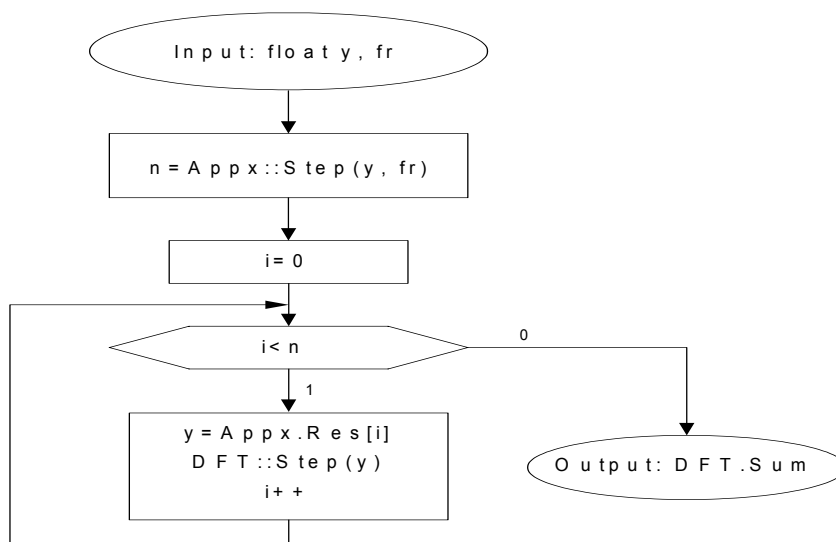 Input: float y, fr
n = Appx::Step(y, fr)
i = 0
i < n
0
1
y = Appx.Res[i]
DFT::Step(y)
i++
Output: DFT.Sum